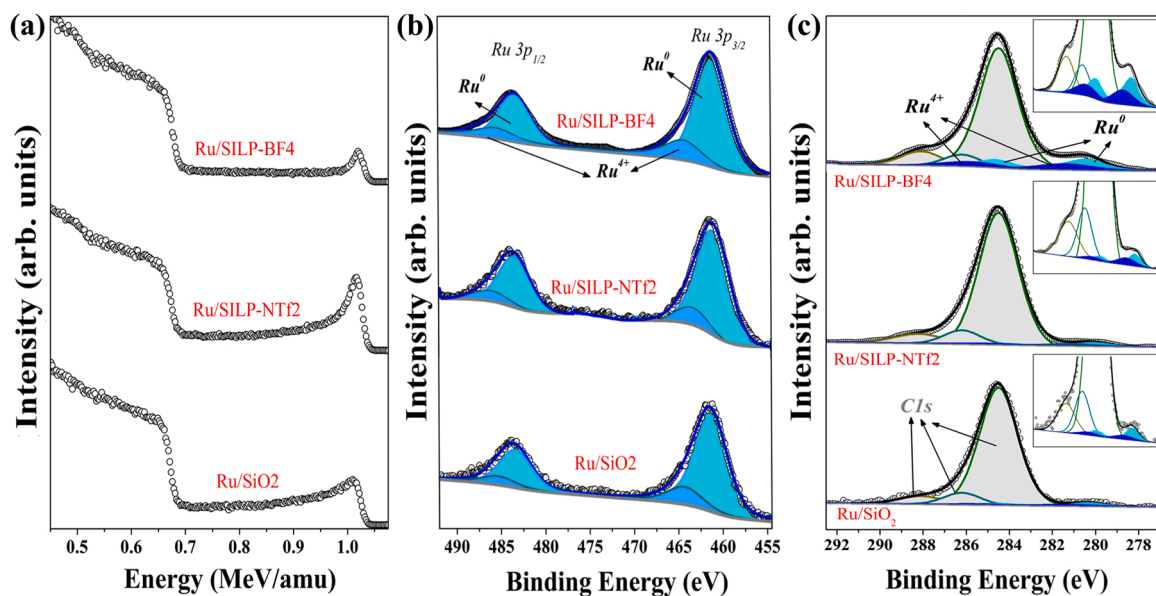 (a)
Intensity (arb. units)
Ru/SILP-BF4
Ru/SILP-NTf2
Ru/SiO2
0.5 0.6 0.7 0.8 0.9 1.0
Energy (MeV/amu)
(b)
Intensity (arb. units)
Ru 3p1/2
Ru 3p3/2
Ru0
Ru0
Ru/SILP-BF4
Ru4+
Ru/SILP-NTf2
Ru/SiO2
490 485 480 475 470 465 460 455
Binding Energy (eV)
(c)
Intensity (arb. units)
Ru4+
Ru0
Ru/SILP-BF4
Ru/SILP-NTf2
C1s
Ru/SiO2
292 290 288 286 284 282 280 278
Binding Energy (eV)